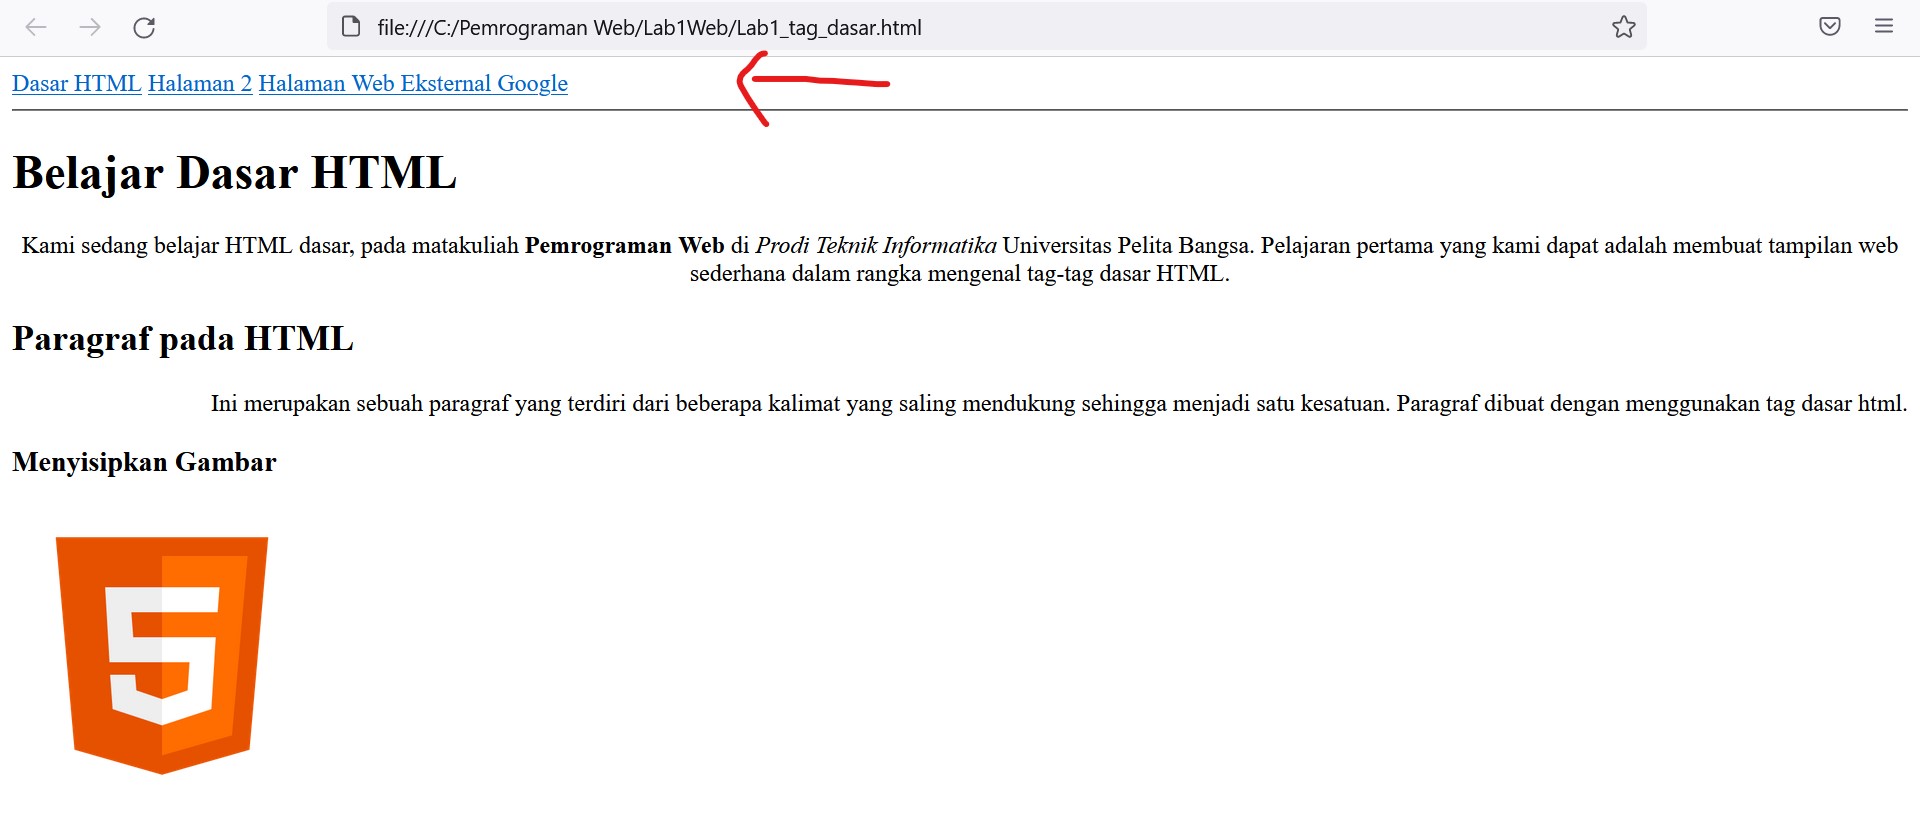 file:///C:/Pemrograman Web/Lab1Web/Lab1_tag_dasar.html
Dasar HTML Halaman 2 Halaman Web Eksternal Google
Belajar Dasar HTML
Kami sedang belajar HTML dasar, pada matakuliah Pemrograman Web di Prodi Teknik Informatika Universitas Pelita Bangsa. Pelajaran pertama yang kami dapat adalah membuat tampilan web
sederhana dalam rangka mengenal tag-tag dasar HTML.
Paragraf pada HTML
Ini merupakan sebuah paragraf yang terdiri dari beberapa kalimat yang saling mendukung sehingga menjadi satu kesatuan. Paragraf dibuat dengan menggunakan tag dasar html.
Menyisipkan Gambar
5